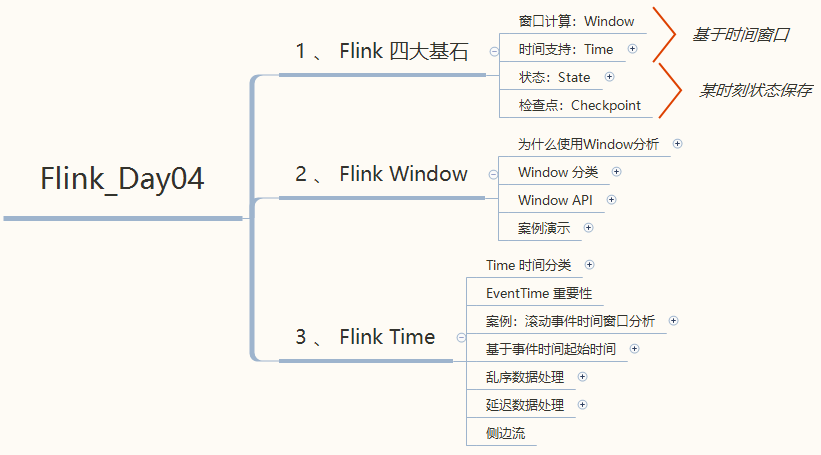 Flink_Day04
1 、 Flink 四大基石
窗口计算：Window
时间支持：Time
基于时间窗口
状态：State
检查点：Checkpoint
某时刻状态保存
2 、 Flink Window
为什么使用Window分析
Window 分类
Window API
案例演示
3 、 Flink Time
Time 时间分类
EventTime 重要性
案例：滚动事件时间窗口分析
基于事件时间起始时间
乱序数据处理
延迟数据处理
侧边流